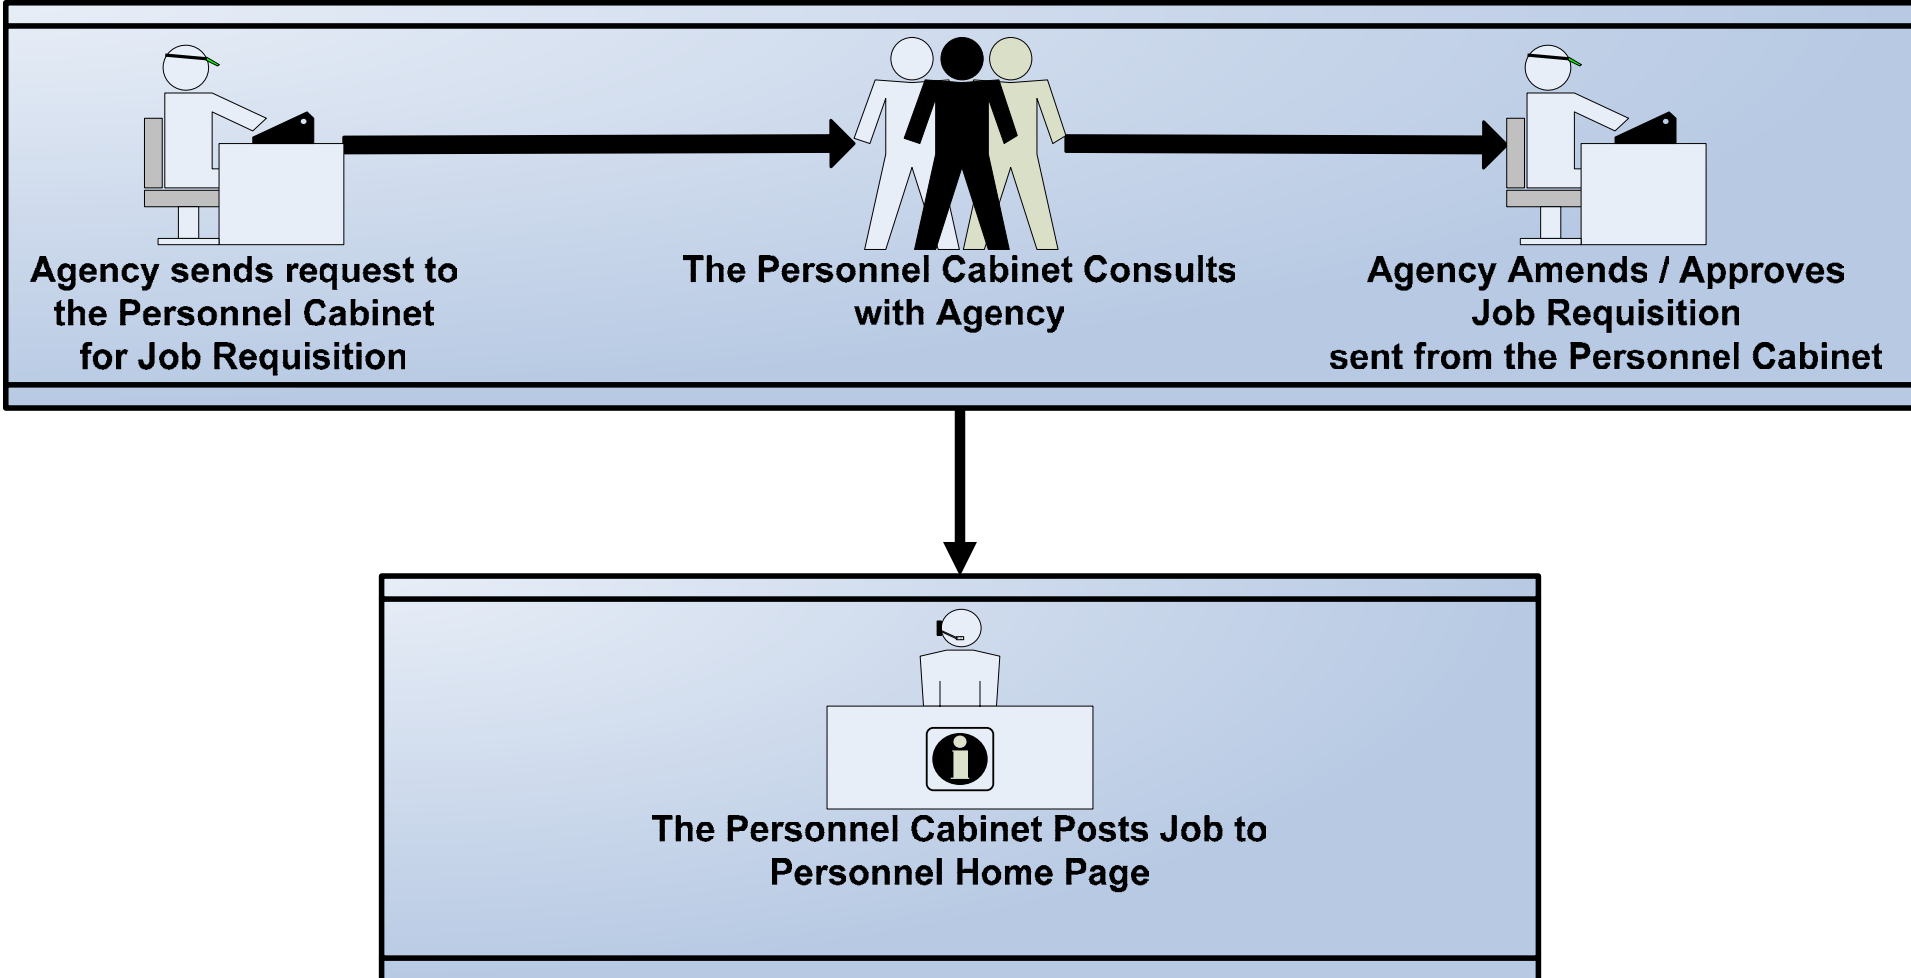 Agency sends request to
the Personnel Cabinet
for Job Requisition
The Personnel Cabinet Consults
with Agency
Agency Amends / Approves
Job Requisition
sent from the Personnel Cabinet
The Personnel Cabinet Posts Job to
Personnel Home Page